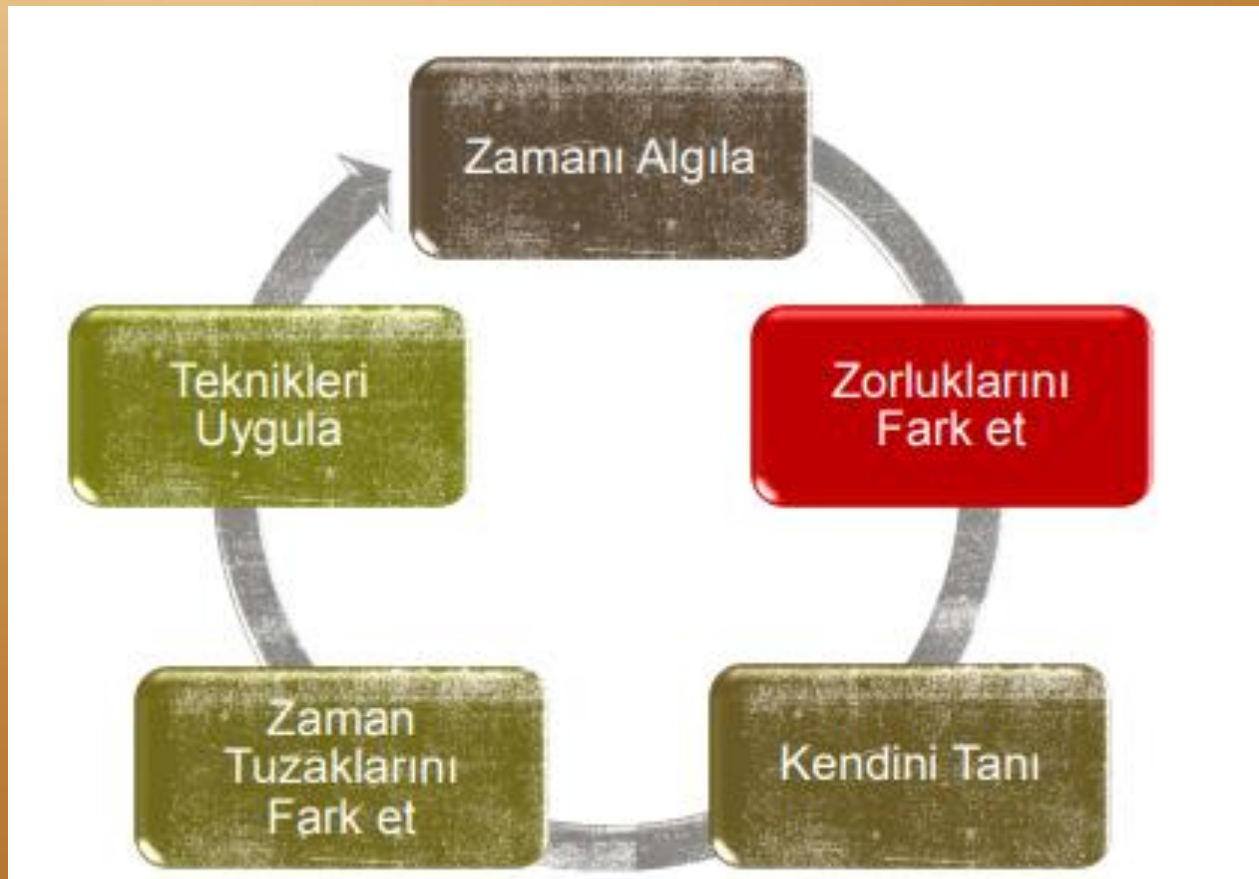 Zamanı Algıla
Zorluklarını
Fark et
Kendini Tanı
Zaman
Tuzaklarını
Fark et
Teknikleri
Uygula